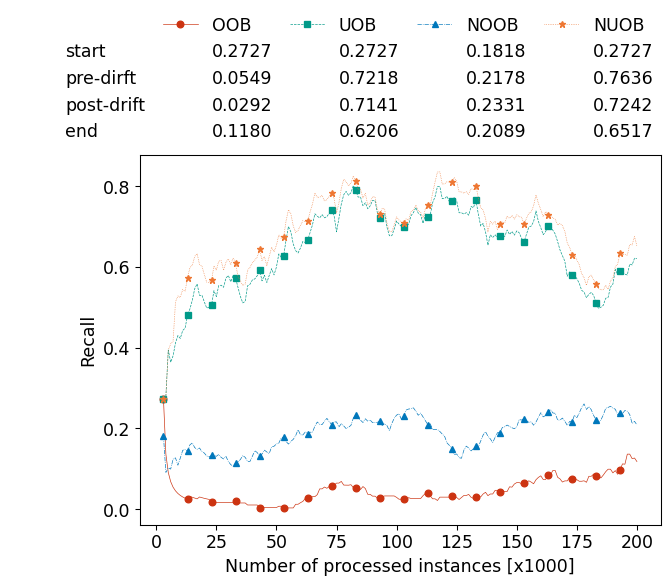 OOB UOB NOOB NUOB
start 0.2727 0.2727 0.1818 0.2727
pre-dirft 0.0549 0.7218 0.2178 0.7636
post-drift 0.0292 0.7141 0.2331 0.7242
end 0.1180 0.6206 0.2089 0.6517
0.8
0.6
0.4
0.2
0.0
Recall
0 25 50 75 100 125 150 175 200
Number of processed instances [x1000]